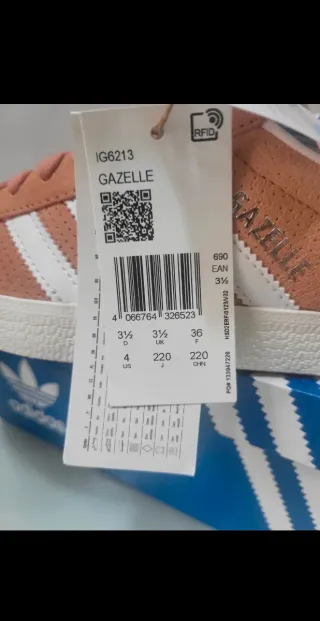 RFID
IG6213
GAZELLE
GAZELLE
690
EAN
3½
4 066764 326523
3½ 3½ 36
D UK F
4 220 220
US J CHN
adidas